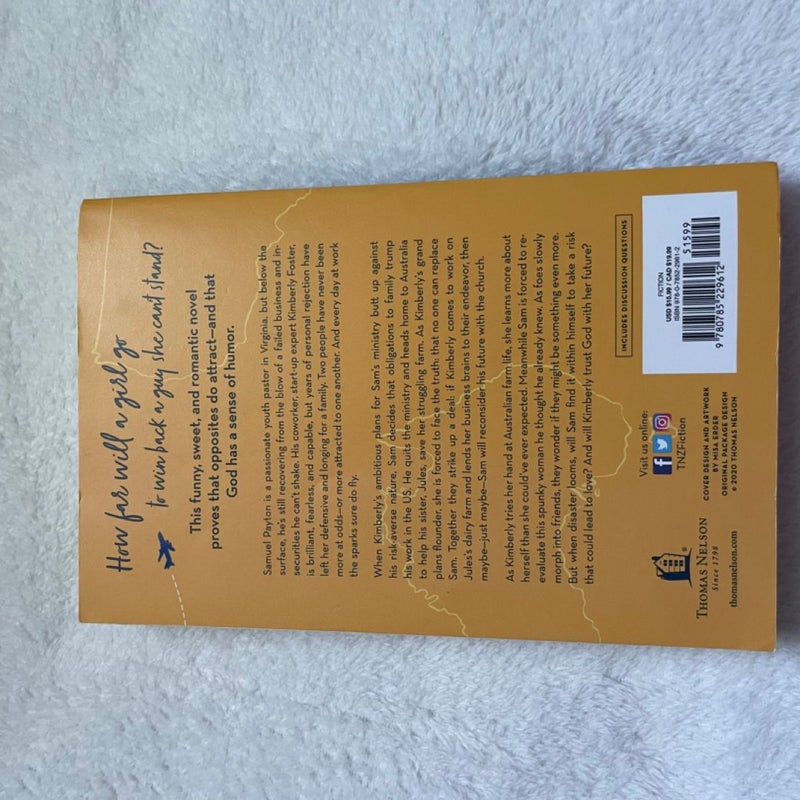 How far will a girl go
to win back a guy she can't stand?
This funny, sweet, and romantic novel
proves that opposites do attract—and that
God has a sense of humor.
Samuel Payton is a passionate youth pastor in Virginia, but below the
surface, he's still recovering from the blow of a failed business and in-
securities he can't shake. His coworker, start-up expert Kimberly Foster,
is brilliant, fearless, and capable, but years of personal rejection have
left her defensive and longing for a family. Two people have never been
more at odds—or more attracted to one another. And every day at work
the sparks sure do fly.
When Kimberly's ambitious plans for Sam's ministry butt up against
his risk-averse nature, Sam decides that obligations to family trump
his work in the US. He quits the ministry and heads home to Australia
to help his sister, Jules, save her struggling farm. As Kimberly's grand
plans flounder, she is forced to face the truth: that no one can replace
Sam. Together they strike up a deal: if Kimberly comes to work on
Jules's dairy farm and lends her business brains to their endeavor, then
maybe—just maybe—Sam will reconsider his future with the church.
As Kimberly tries her hand at Australian farm life, she learns more about
herself than she could've ever expected. Meanwhile Sam is forced to re-
evaluate this spunky woman he thought he already knew. As foes slowly
morph into friends, they wonder if they might be something even more.
But when disaster looms, will Sam find it within himself to take a risk
that could lead to love? And will Kimberly trust God with her future?
INCLUDES DISCUSSION QUESTIONS
THOMAS NELSON
Since 1798
thomasnelson.com
Visit us online:
TNZFiction
COVER DESIGN AND ARTWORK
BY MISA ERDER
ORIGINAL PACKAGE DESIGN
© 2020 THOMAS NELSON
FICTION
USD $15.99 / CAD $19.99
ISBN 978-0-7852-2961-2
51599
9 780785 229612